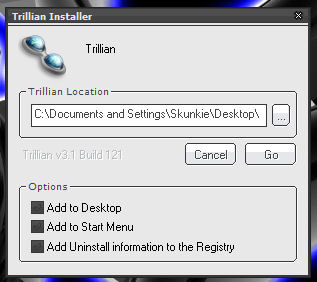 Trillian Installer
Trillian
Trillian Location
C:\Documents and Settings\Skunkie\Desktop\
...
Trillian v3.1 Build 121
Cancel
Go
Options
Add to Desktop
Add to Start Menu
Add Uninstall information to the Registry